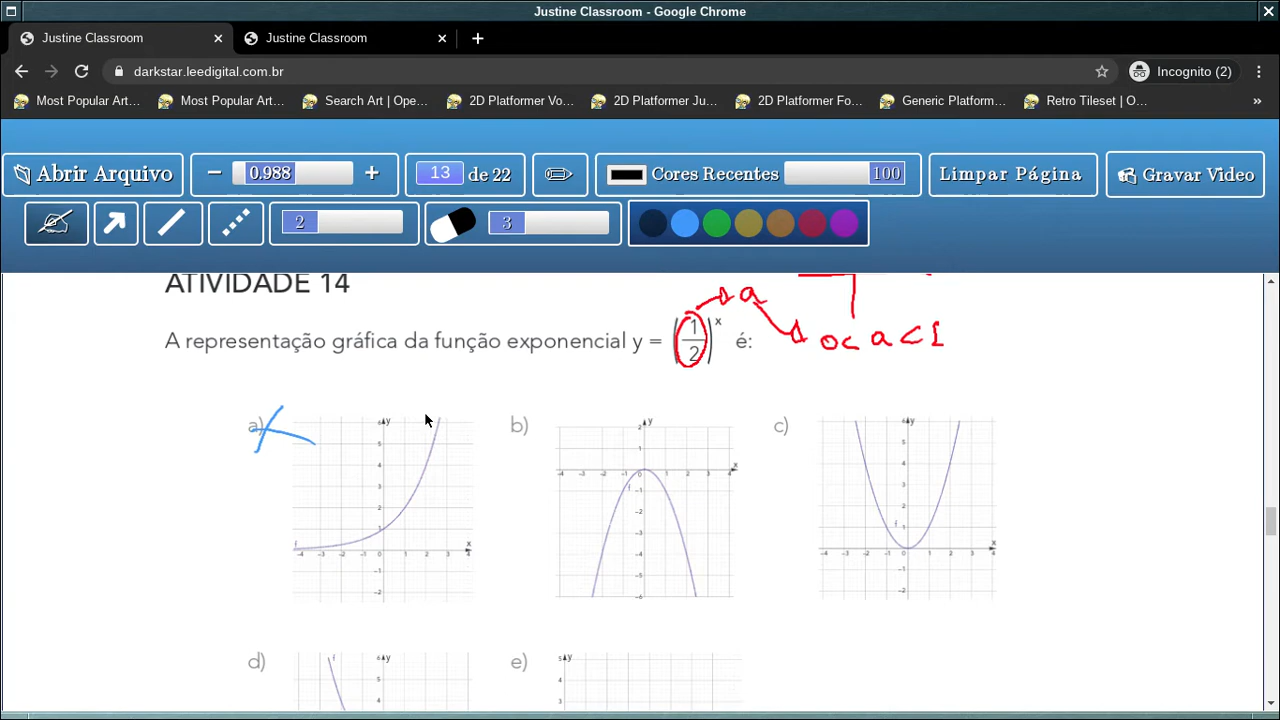 Justine Classroom - Google Chrome
Justine Classroom
Justine Classroom
darkstar.leedigital.com.br
Incognito (2)
Most Popular Art...
Most Popular Art...
Search Art | Ope...
2D Platformer Vo...
2D Platformer Ju...
2D Platformer Fo...
Generic Platform...
Retro Tileset | O...
Abrir Arquivo
0.988
13 de 22
Cores Recentes 100
Limpar Página
Gravar Video
2
3
ATIVIDADE 14
a
A representação gráfica da função exponencial y = (1/2)^x é:
0 < a < 1
a)
b)
c)
d)
e)